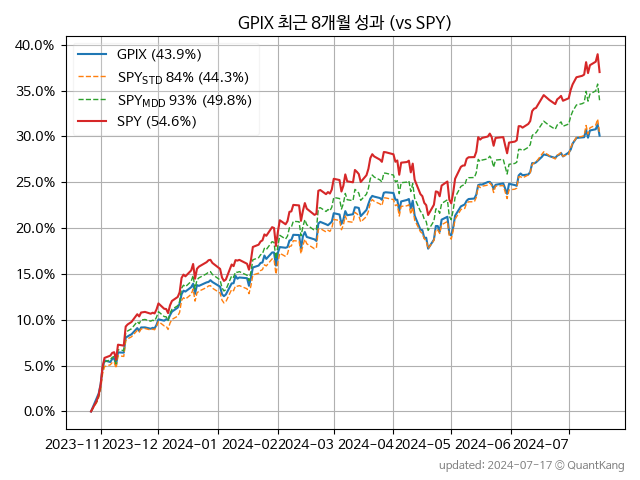 GPIX 최근 8개월 성과 (vs SPY)
GPIX (43.9%)
SPY_STD 84% (44.3%)
SPY_MDD 93% (49.8%)
SPY (54.6%)
40.0%
35.0%
30.0%
25.0%
20.0%
15.0%
10.0%
5.0%
0.0%
2023-11 2023-12 2024-01 2024-02 2024-03 2024-04 2024-05 2024-06 2024-07
updated: 2024-07-17 © QuantKang